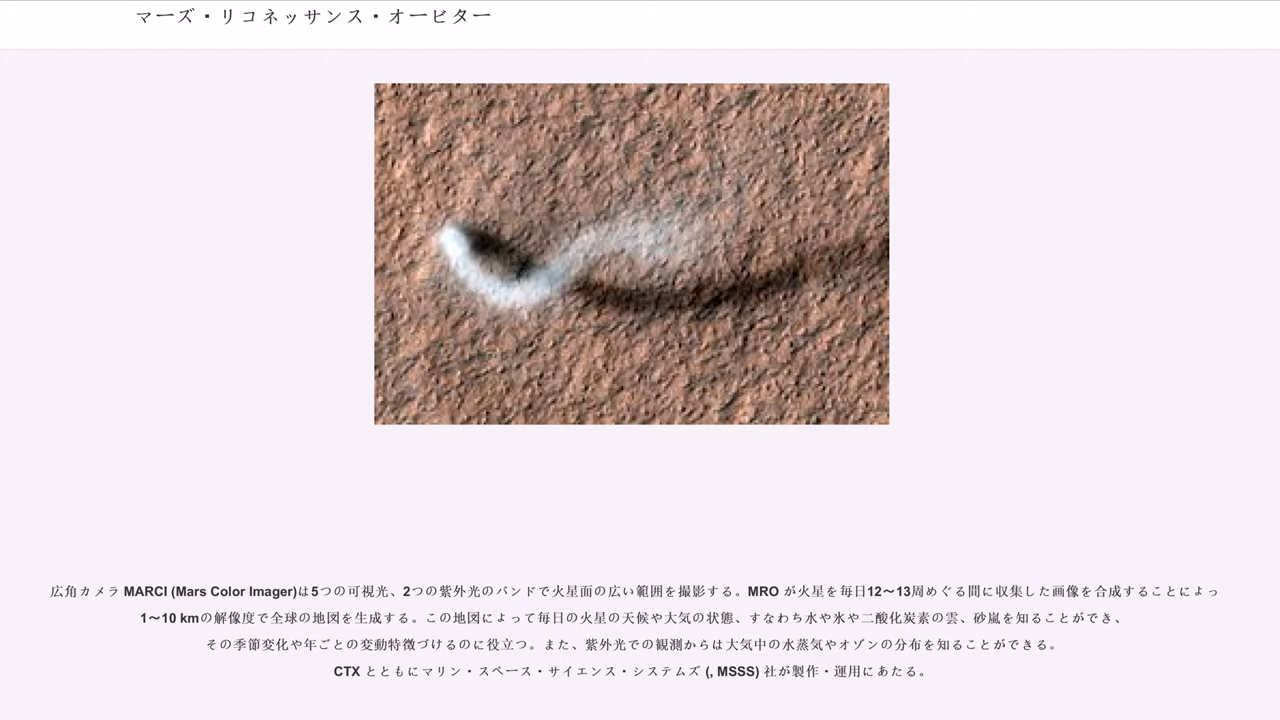 マーズ・リコネッサンス・オービター
広角カメラ MARCI (Mars Color Imager)は5つの可視光、2つの紫外光のバンドで火星面の広い範囲を撮影する。MRO が火星を毎日12〜13周めぐる間に収集した画像を合成することによっ
1〜10 kmの解像度で全球の地図を生成する。この地図によって毎日の火星の天候や大気の状態、すなわち水や氷や二酸化炭素の雲、砂嵐を知ることができ、
その季節変化や年ごとの変動特徴づけるのに役立つ。また、紫外光での観測からは大気中の水蒸気やオゾンの分布を知ることができる。
CTX とともにマリン・スペース・サイエンス・システムズ (, MSSS) 社が製作・運用にあたる。